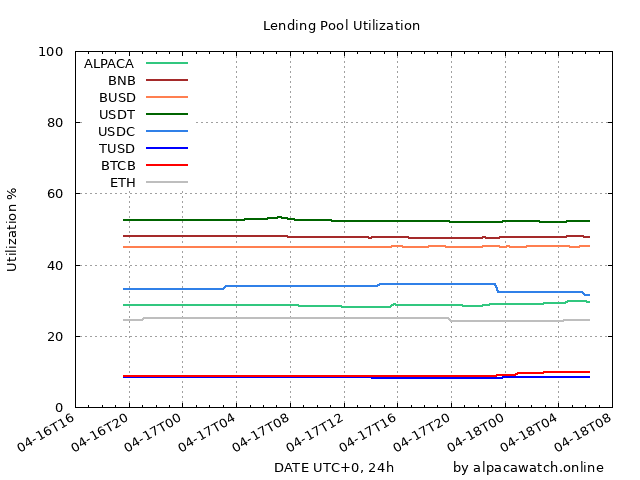 Lending Pool Utilization
100
80
60
40
20
0
Utilization %
ALPACA
BNB
BUSD
USDT
USDC
TUSD
BTCB
ETH
04-16T16
04-16T20
04-17T00
04-17T04
04-17T08
04-17T12
04-17T16
04-17T20
04-18T00
04-18T04
04-18T08
DATE UTC+0, 24h
by alpacawatch.online